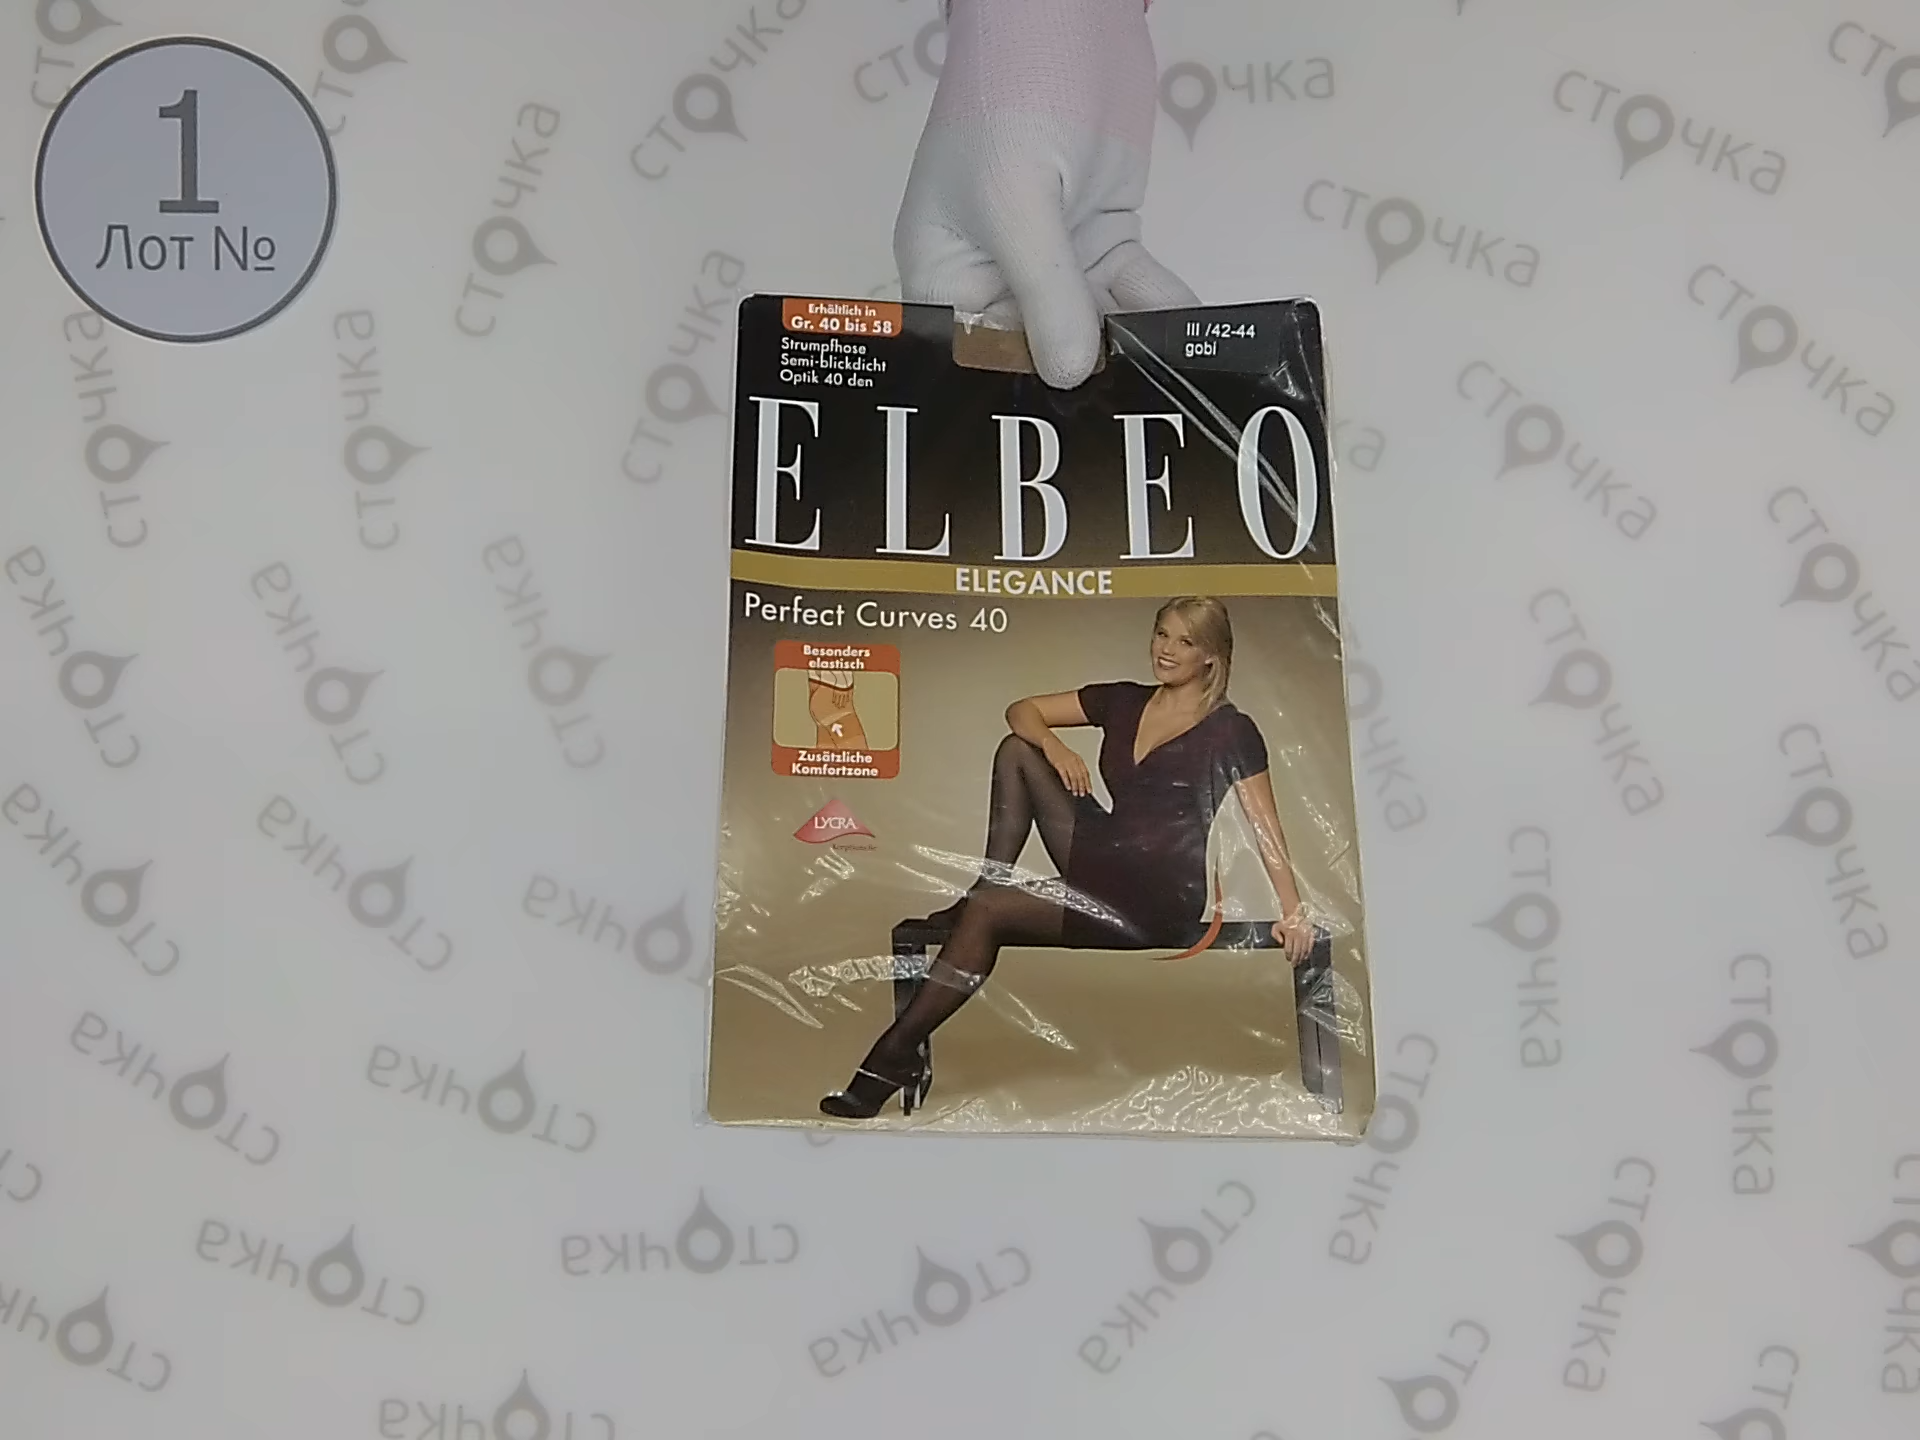 1
Лот №
Erhältlich in
Gr. 40 bis 58
Strumpfhose
Semi-blickdicht
Optik 40 den
III /42-44
gobi
ELBEO
ELEGANCE
Perfect Curves 40
Besonders
elastisch
Zusätzliche
Komfortzone
LYCRA
сточка